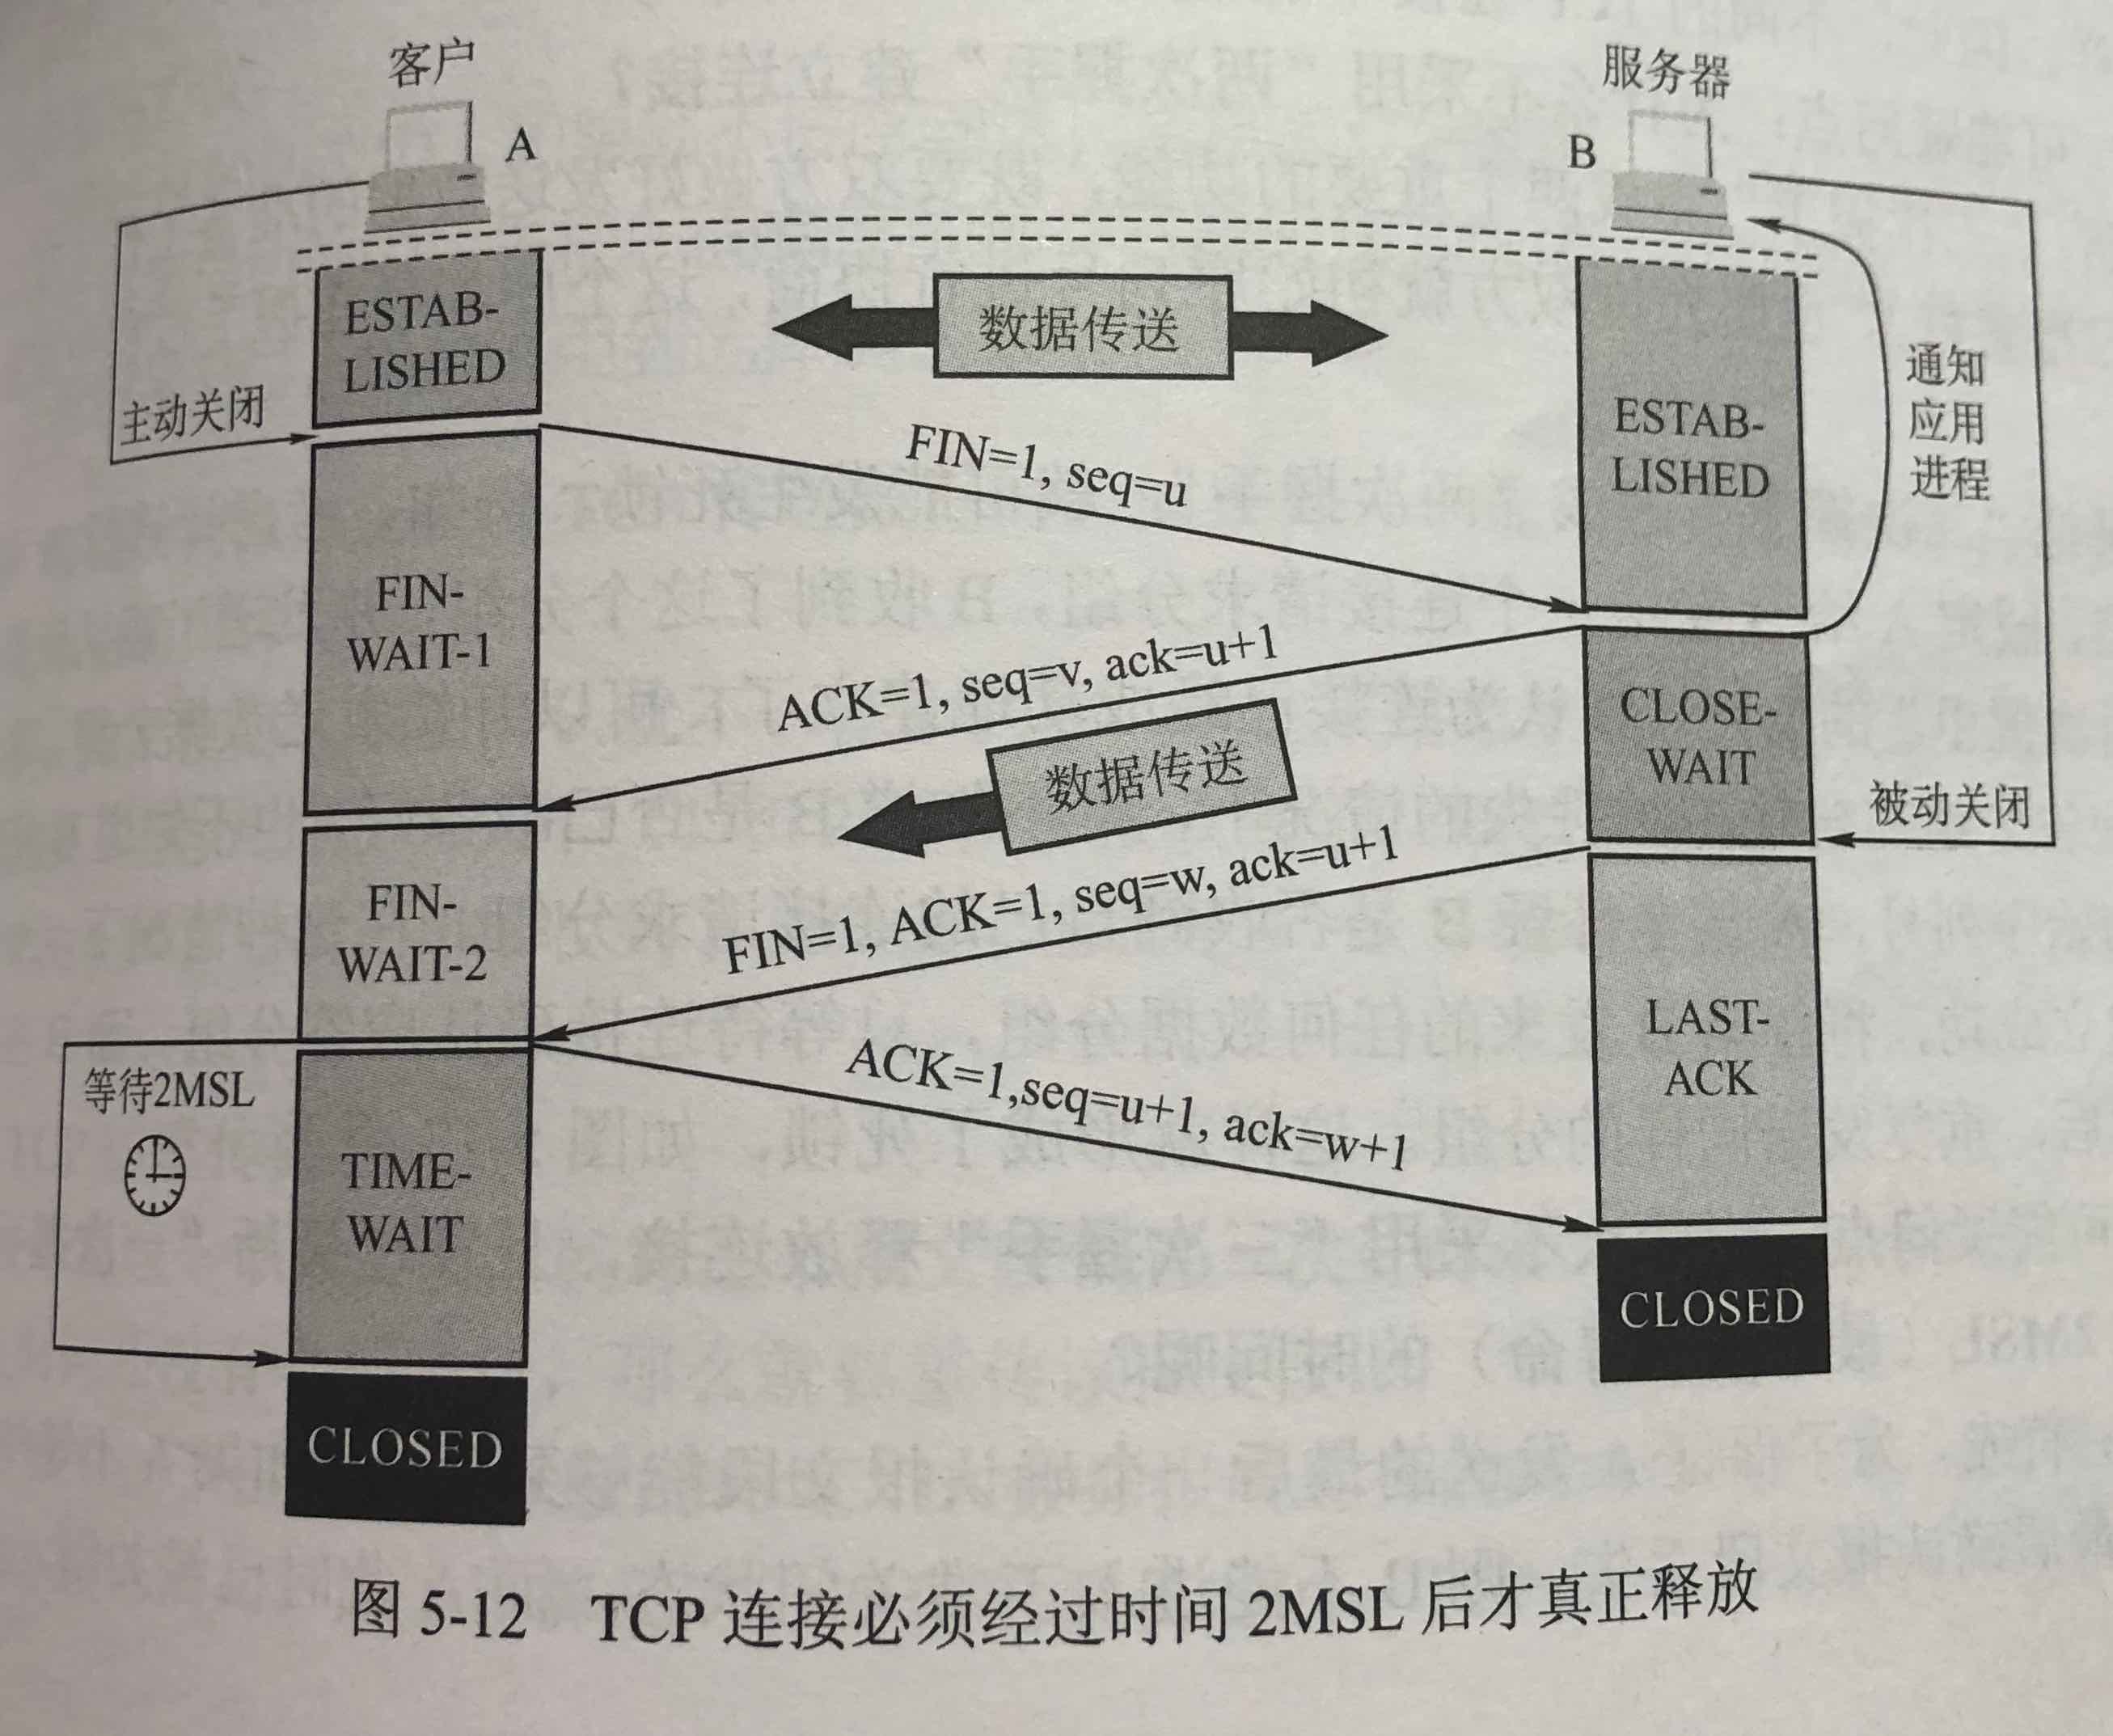 客户
服务器
A
B
ESTAB-
LISHED
数据传送
ESTAB-
LISHED
通知
应用
进程
主动关闭
FIN=1, seq=u
FIN-
WAIT-1
ACK=1, seq=v, ack=u+1
CLOSE-
WAIT
数据传送
被动关闭
FIN-
WAIT-2
FIN=1, ACK=1, seq=w, ack=u+1
LAST-
ACK
等待2MSL
ACK=1,seq=u+1, ack=w+1
TIME-
WAIT
CLOSED
CLOSED
图 5-12 TCP 连接必须经过时间 2MSL 后才真正释放